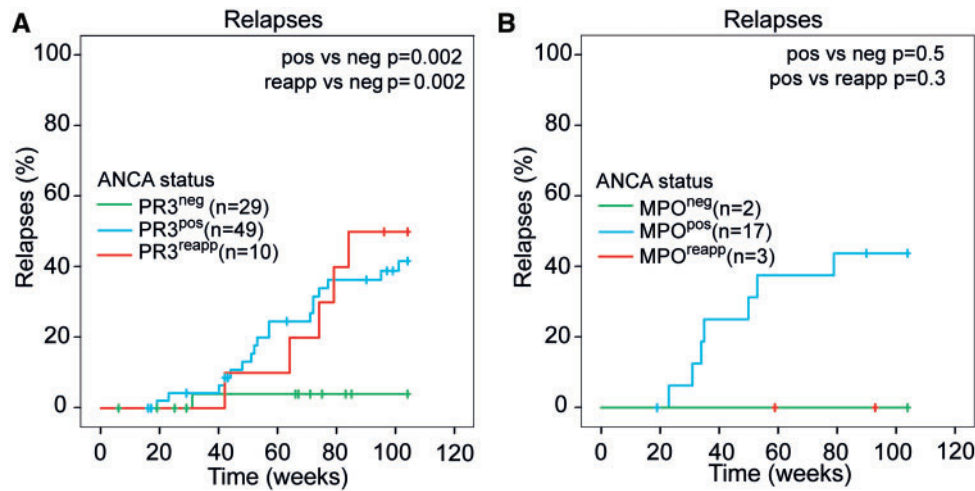 A
Relapses
pos vs neg p=0.002
reapp vs neg p=0.002
Relapses (%)
100
80
60
40
20
0
ANCA status
PR3neg (n=29)
PR3pos (n=49)
PR3reapp (n=10)
0 20 40 60 80 100 120
Time (weeks)
B
Relapses
pos vs neg p=0.5
pos vs reapp p=0.3
Relapses (%)
100
80
60
40
20
0
ANCA status
MPOneg (n=2)
MPOpos (n=17)
MPOreapp (n=3)
0 20 40 60 80 100 120
Time (weeks)